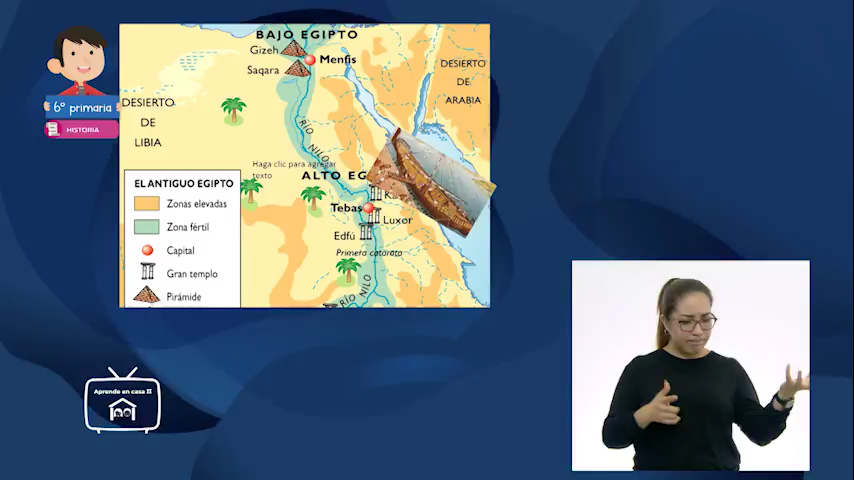 6º primaria
HISTORIA
BAJO EGIPTO
Gizeh
Menfis
Saqara
DESIERTO
DE
ARABIA
DESIERTO
DE
LIBIA
RÍO NILO
Haga clic para agregar
texto
ALTO EG
Tebas
Luxor
Edfú
Primera catarata
RÍO NILO
EL ANTIGUO EGIPTO
Zonas elevadas
Zona fértil
Capital
Gran templo
Pirámide
Aprende en casa II